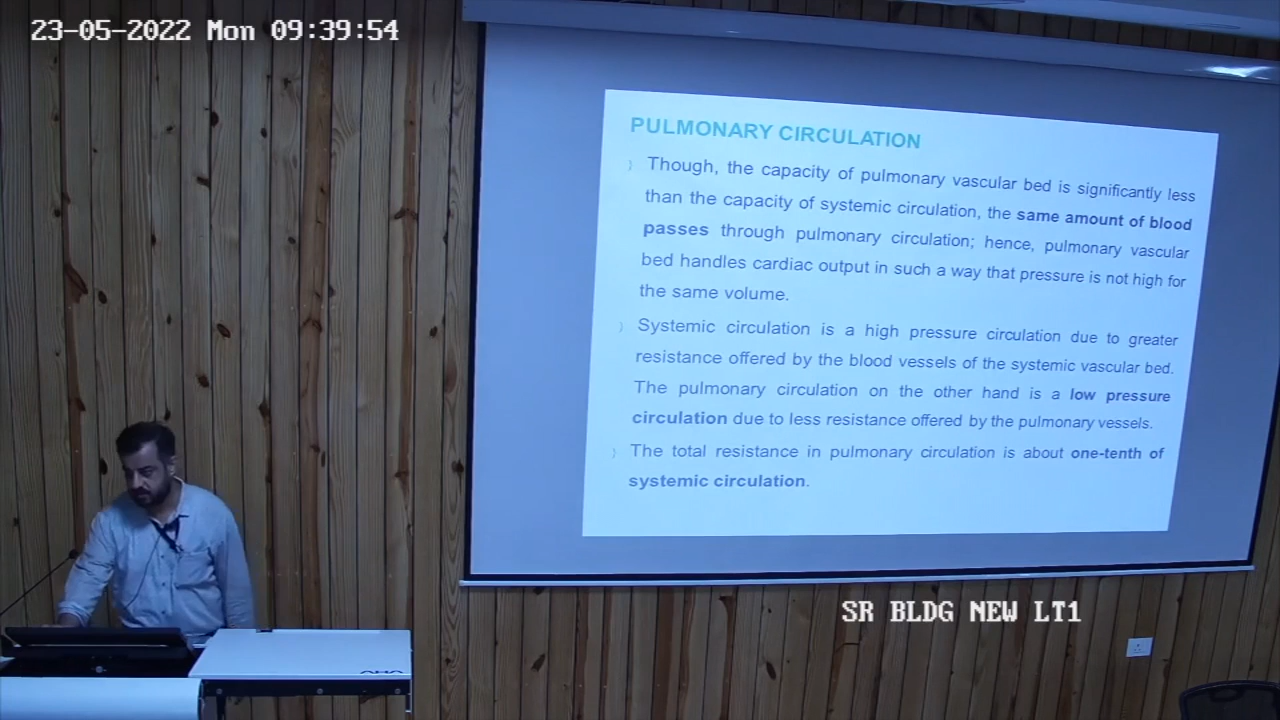 23-05-2022 Mon 09:39:54
PULMONARY CIRCULATION
Though, the capacity of pulmonary vascular bed is significantly less
than the capacity of systemic circulation, the same amount of blood
passes through pulmonary circulation; hence, pulmonary vascular
bed handles cardiac output in such a way that pressure is not high for
the same volume.
Systemic circulation is a high pressure circulation due to greater
resistance offered by the blood vessels of the systemic vascular bed.
The pulmonary circulation on the other hand is a low pressure
circulation due to less resistance offered by the pulmonary vessels.
The total resistance in pulmonary circulation is about one-tenth of
systemic circulation.
SR BLDG NEW LT1